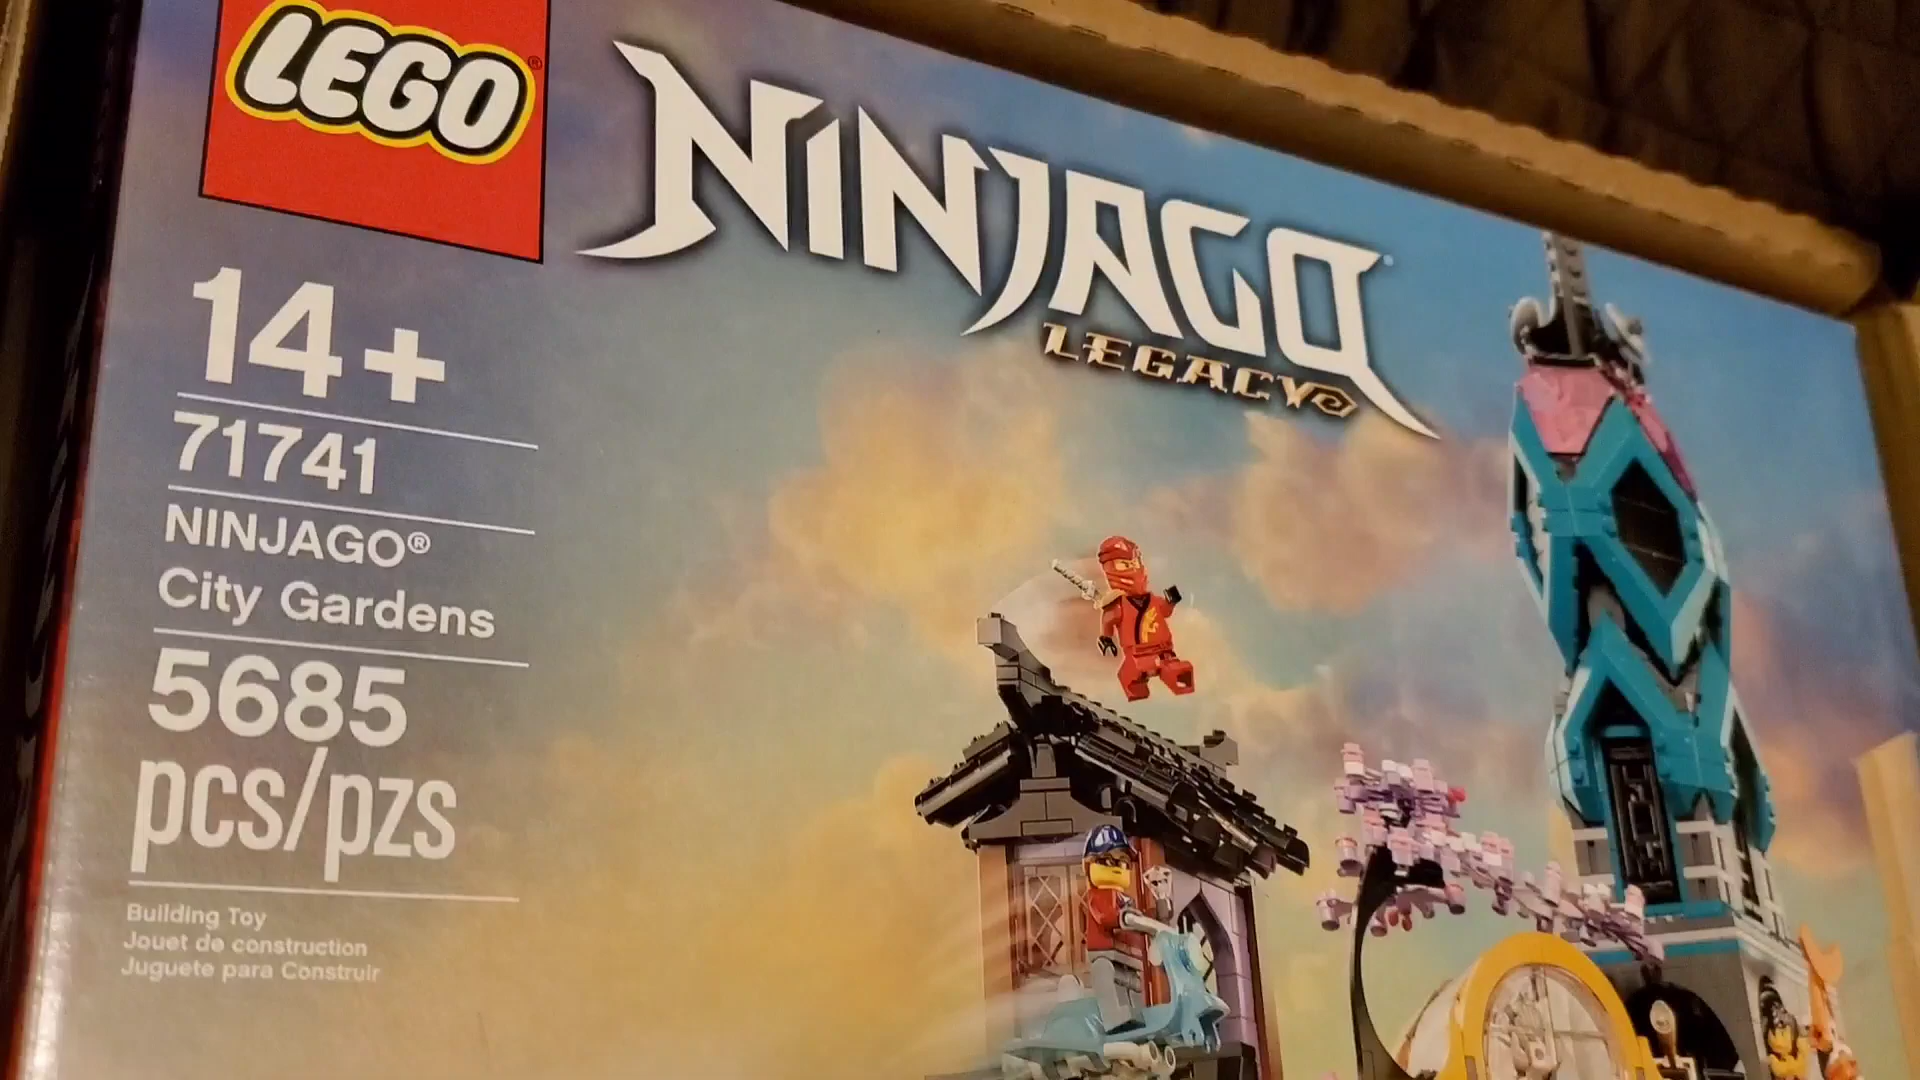 LEGO®
NINJAGO®
LEGACY
14+
71741
NINJAGO®
City Gardens
5685
pcs/pzs
Building Toy
Jouet de construction
Juguete para Construir